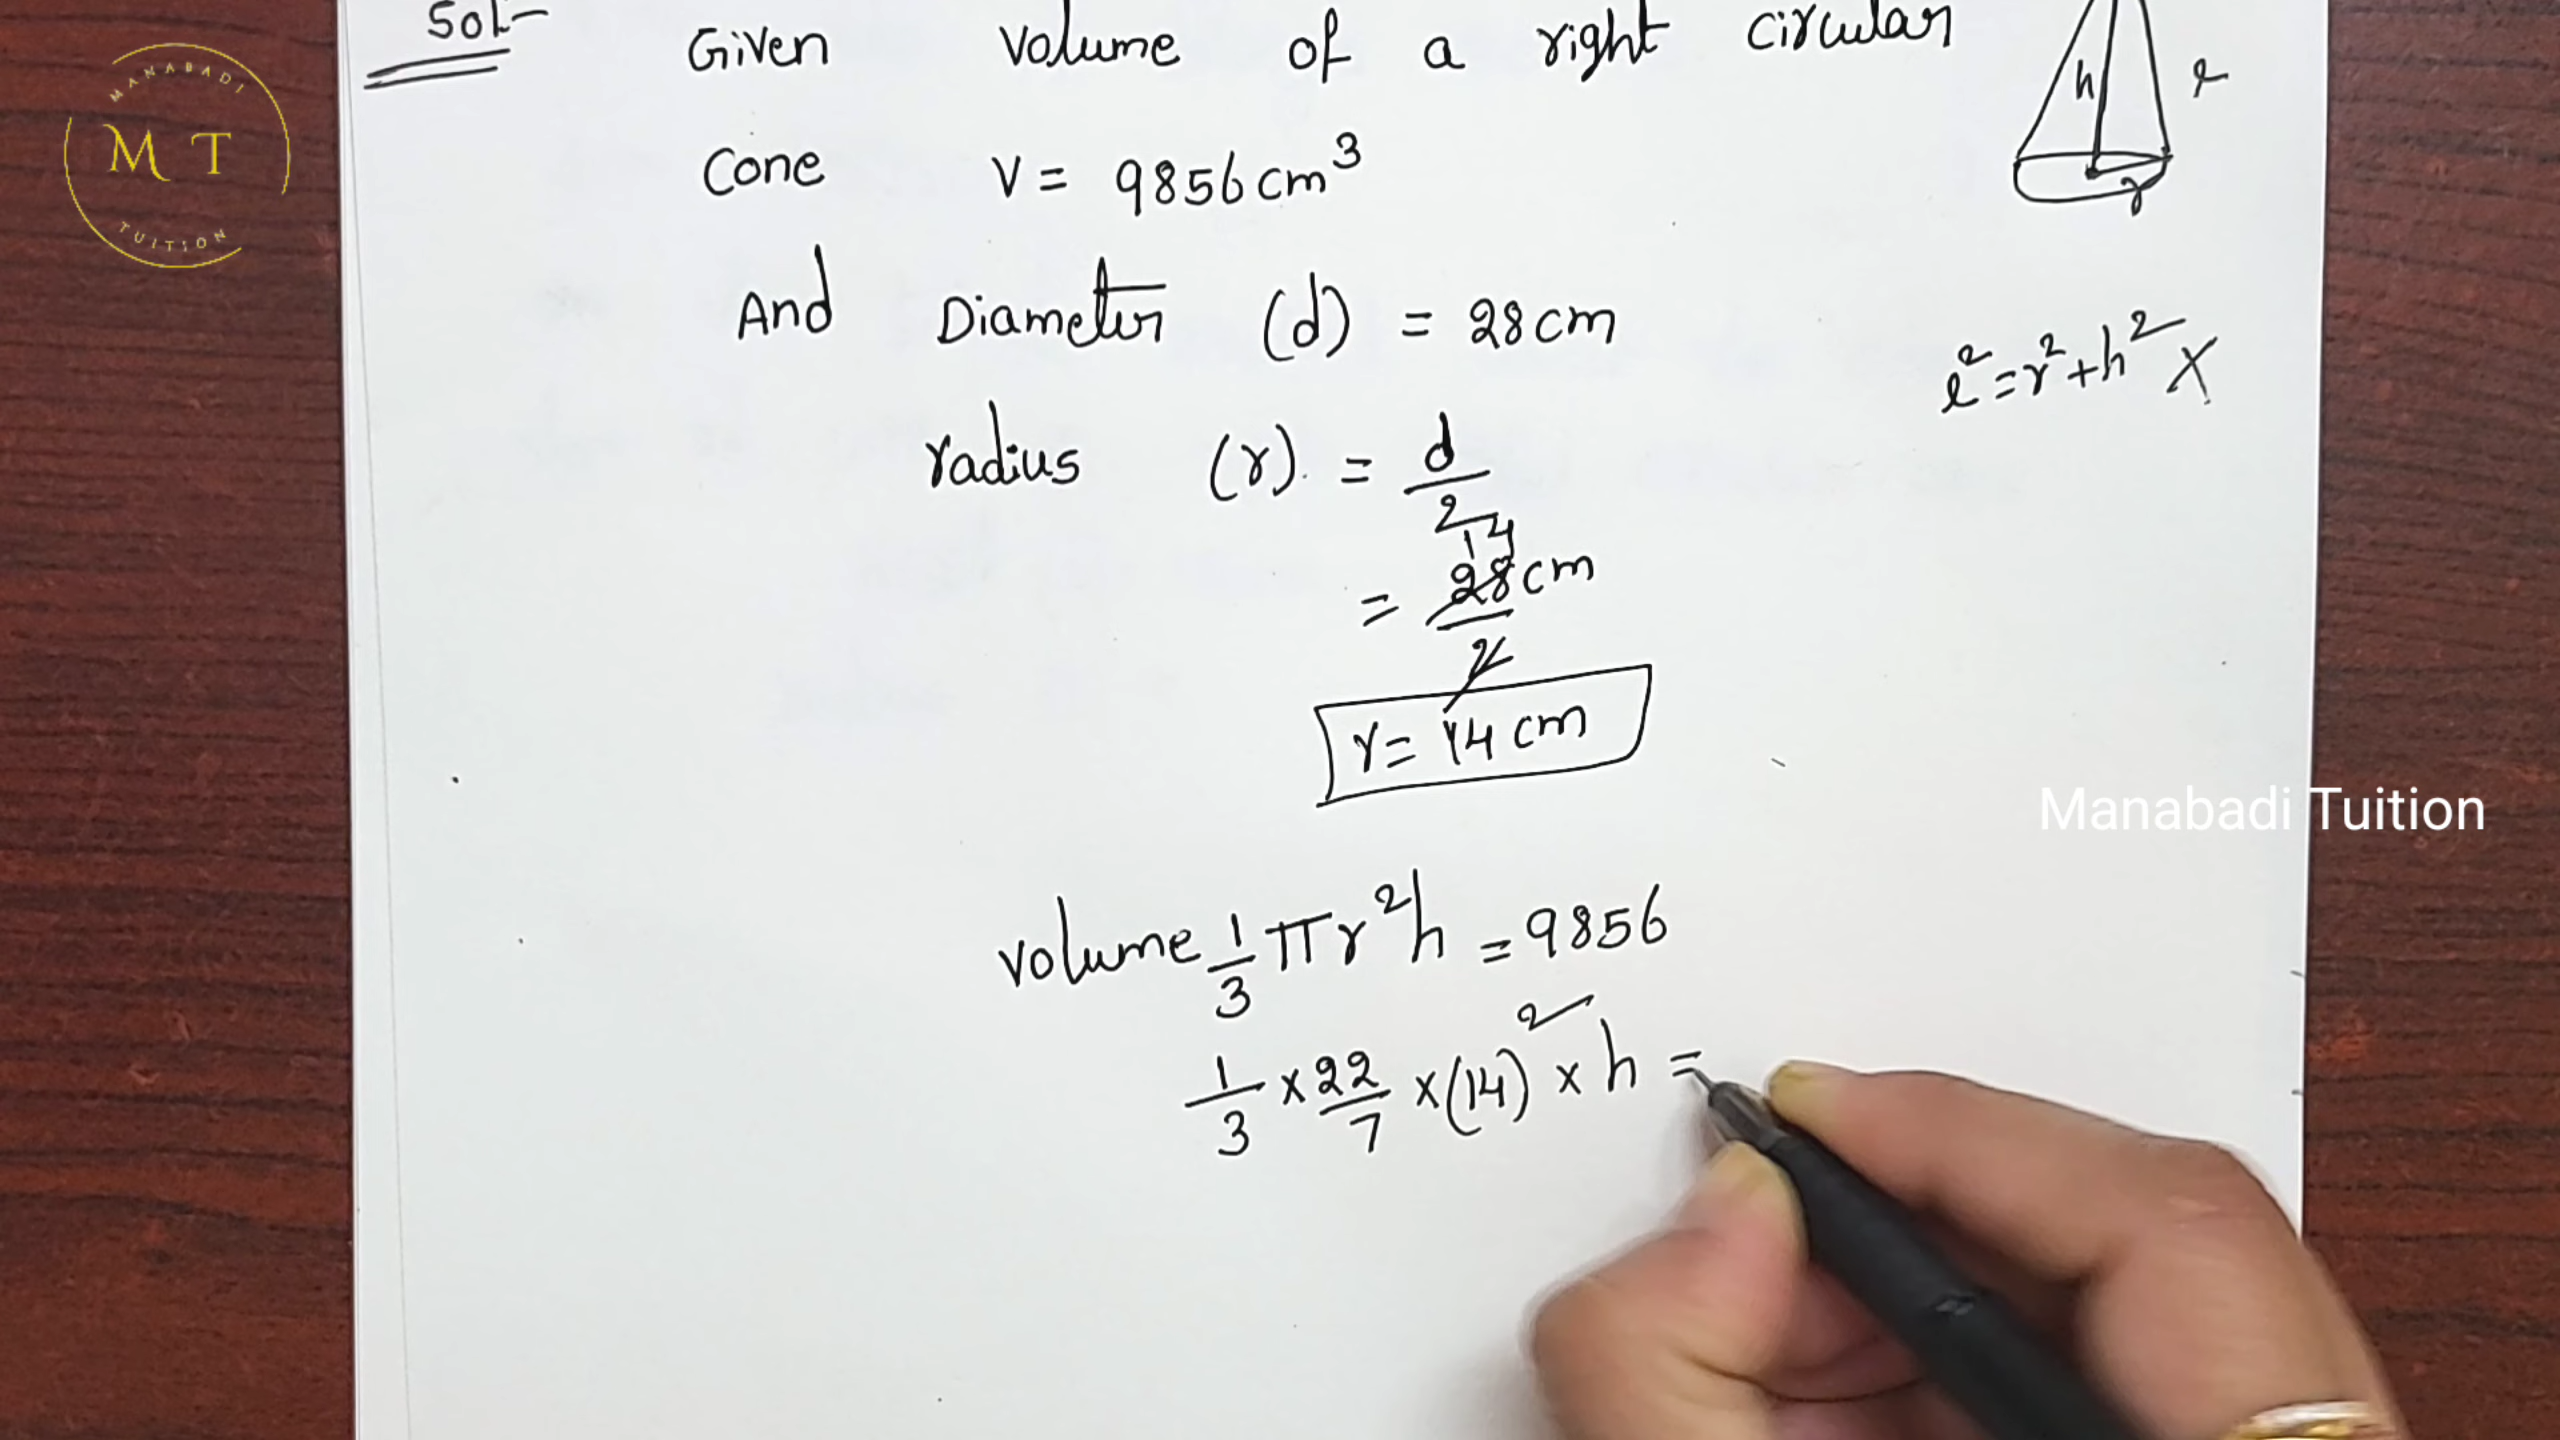 MANABADI
M T
TUITION
Sol:-
Given volume of a right circular
Cone V = 9856 cm³
And Diameter (d) = 28 cm
radius (r) = d/2
= 28 cm/2
14
r = 14 cm
h
l
r
l² = r² + h² X
Manabadi Tuition
volume 1/3 πr²h = 9856
1/3 × 22/7 × (14)² × h =